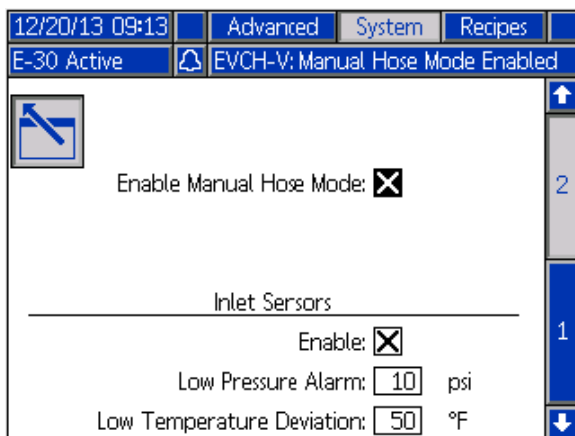 12/20/13 09:13 Advanced System Recipes
E-30 Active EVCH-V: Manual Hose Mode Enabled
Enable Manual Hose Mode:
2
Inlet Sersors
Enable:
1
Low Pressure Alarm: 10 psi
Low Temperature Deviation: 50 °F